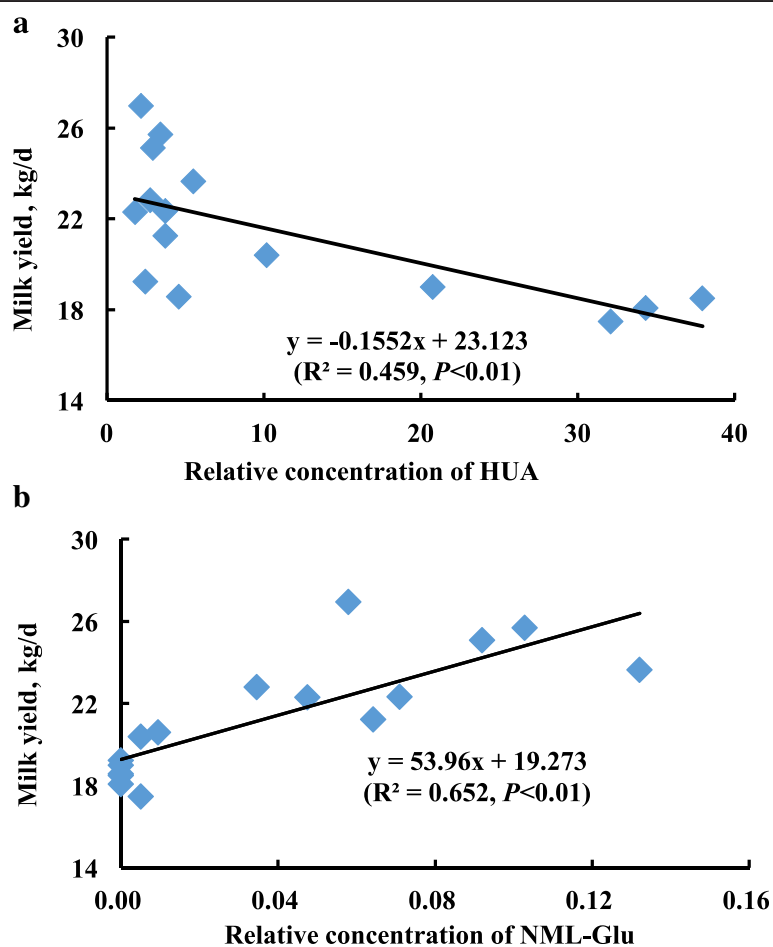 a
30
26
22
18
14
Milk yield, kg/d
y = -0.1552x + 23.123
(R² = 0.459, P<0.01)
0 10 20 30 40
Relative concentration of HUA
b
30
26
22
18
14
Milk yield, kg/d
y = 53.96x + 19.273
(R² = 0.652, P<0.01)
0.00 0.04 0.08 0.12 0.16
Relative concentration of NML-Glu